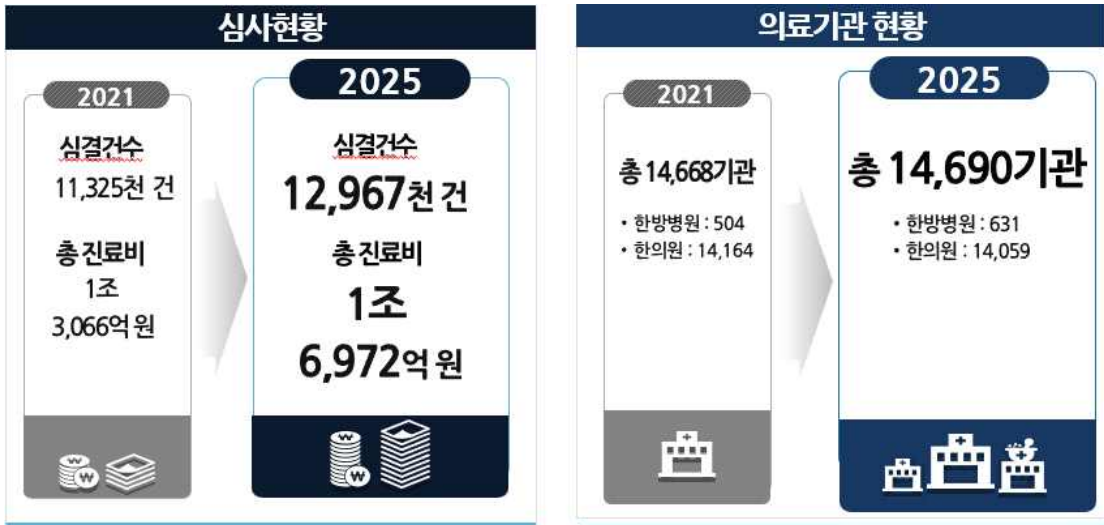 심사현황
2021
심결건수
11,325천 건
총 진료비
1조
3,066억 원
2025
심결건수
12,967천 건
총 진료비
1조
6,972억 원
의료기관 현황
2021
총 14,668기관
• 한방병원 : 504
• 한의원 : 14,164
2025
총 14,690기관
• 한방병원 : 631
• 한의원 : 14,059